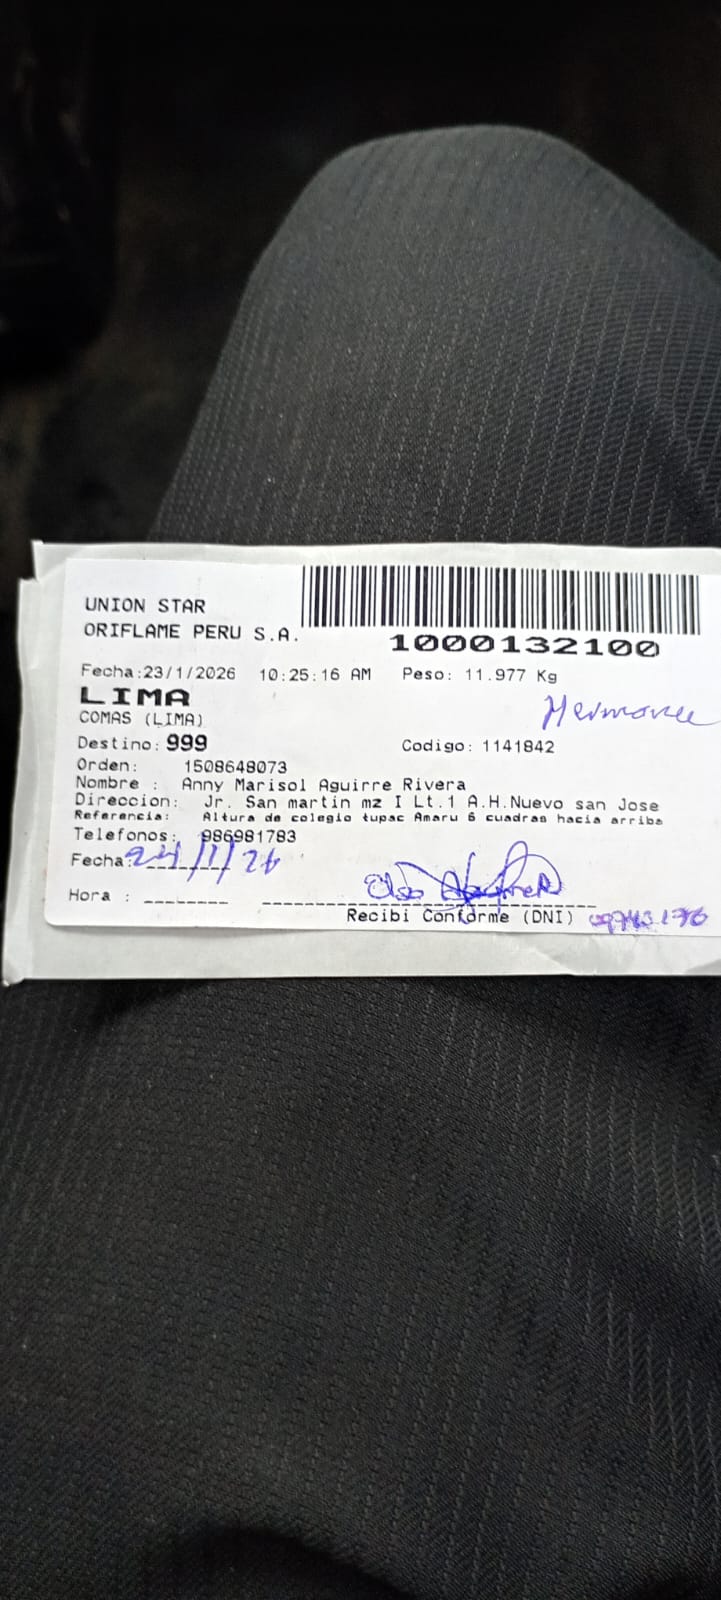 UNION STAR
ORIFLAME PERU S.A.
1000132100
Fecha:23/1/2026 10:25:16 AM Peso: 11.977 Kg
LIMA
COMAS (LIMA)
Destino: 999 Codigo: 1141842
Orden: 1508648073
Nombre : Anny Marisol Aguirre Rivera
Direccion: Jr. San martin mz I Lt.1 A.H.Nuevo san Jose
Referencia: Altura de colegio tupac Amaru 6 cuadras hacia arriba
Telefonos: 986981783
Fecha: 24/1/26
Hora : ________
Recibi Conforme (DNI)